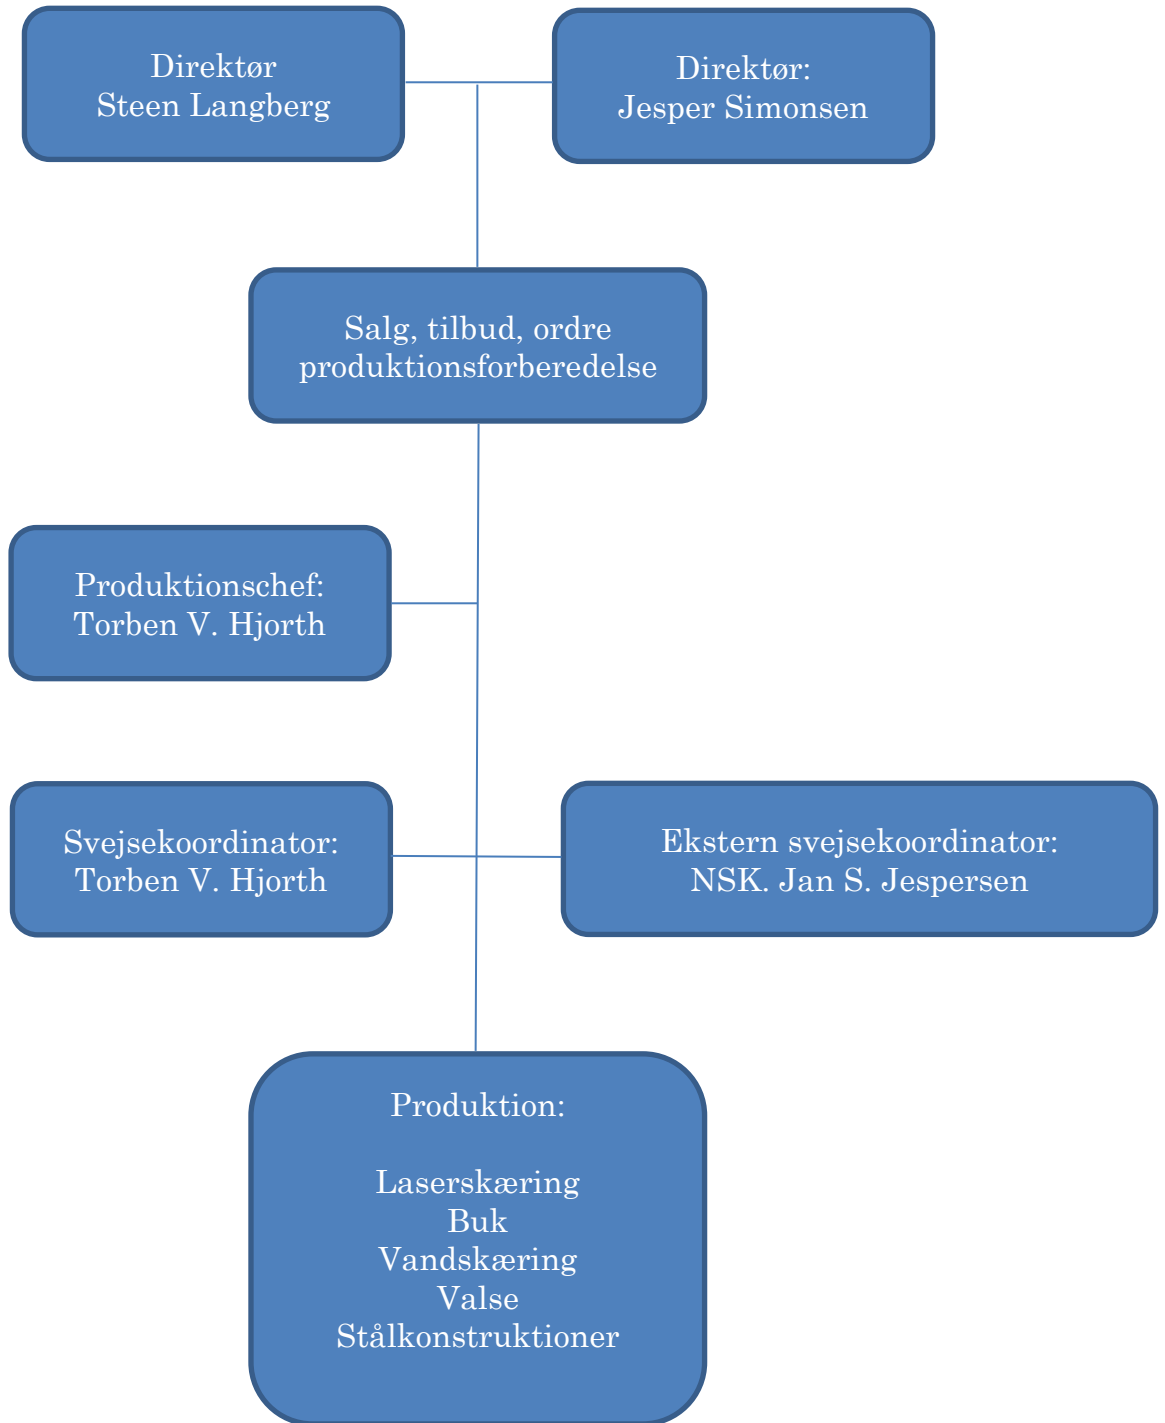 Direktør
Steen Langberg
Direktør:
Jesper Simonsen
Salg, tilbud, ordre
produktionsforberedelse
Produktionschef:
Torben V. Hjorth
Svejsekoordinator:
Torben V. Hjorth
Ekstern svejsekoordinator:
NSK. Jan S. Jespersen
Produktion:
Laserskæring
Buk
Vandskæring
Valse
Stålkonstruktioner